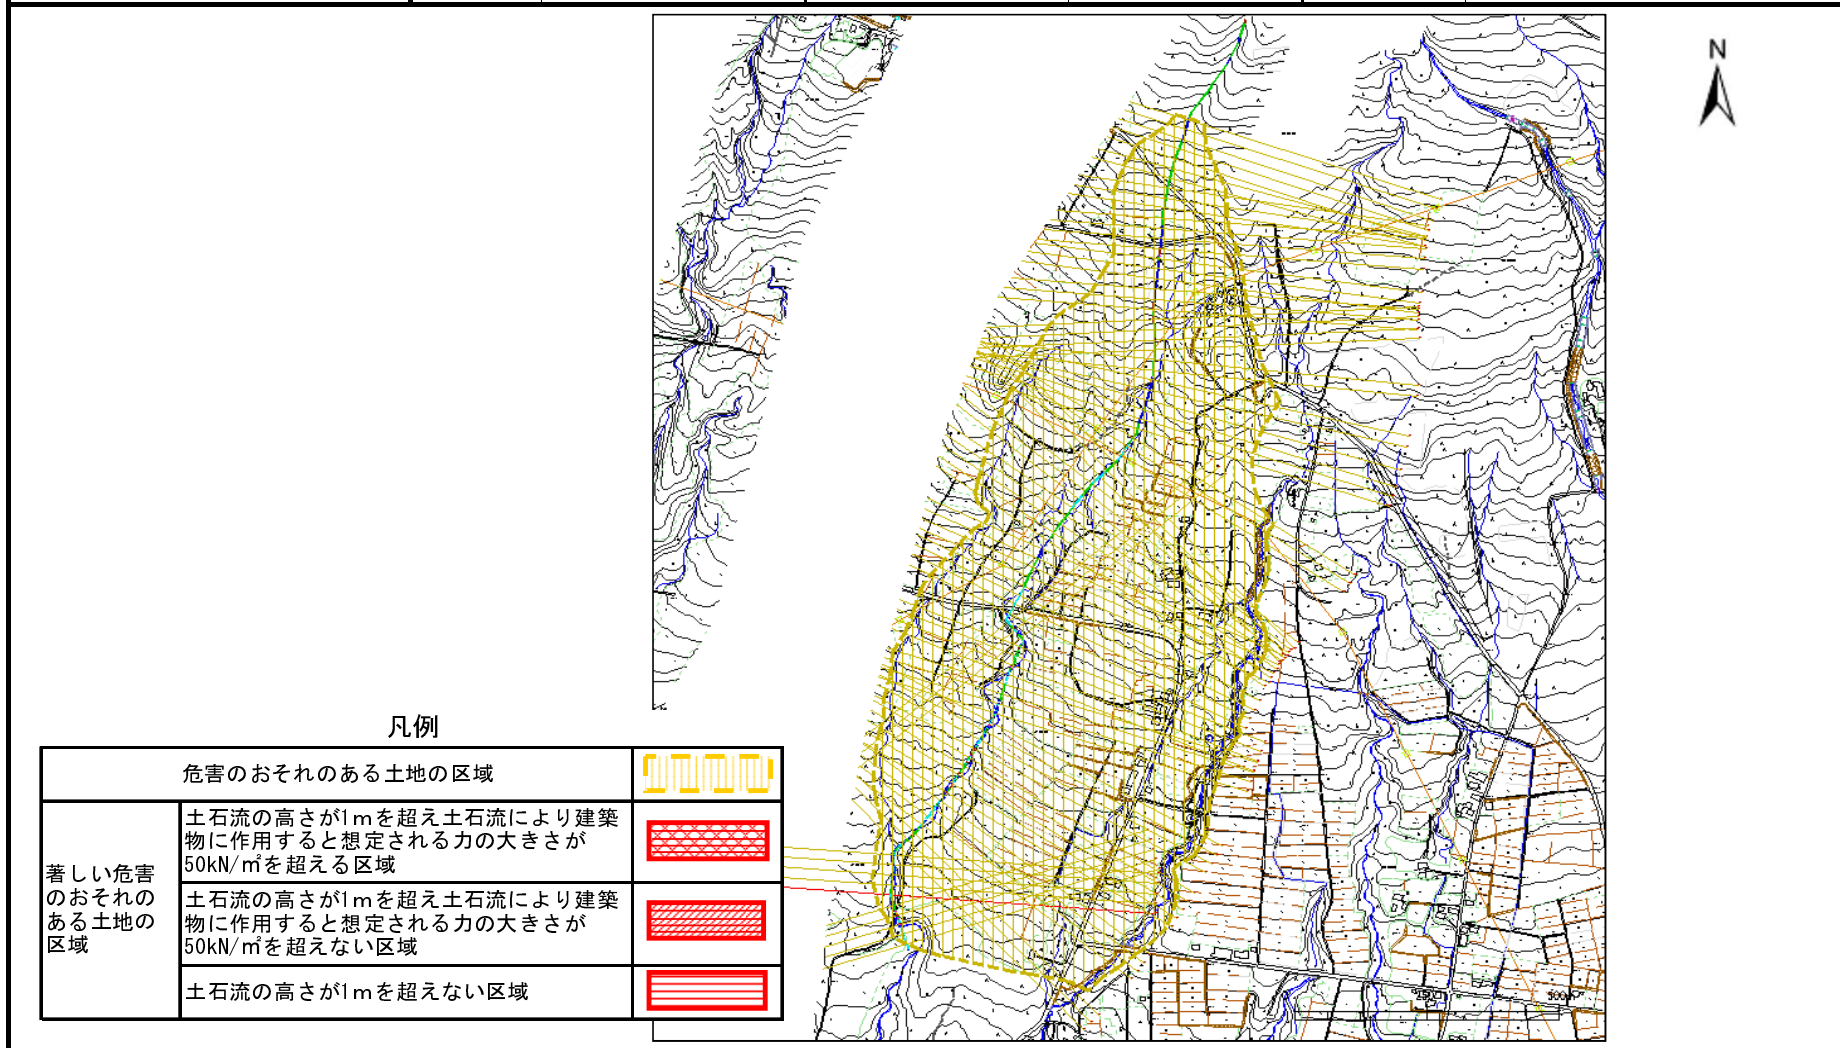 N
凡例
危害のおそれのある土地の区域
著しい危害
のおそれの
ある土地の
区域
土石流の高さが1mを超え土石流により建築
物に作用すると想定される力の大きさが
50kN/㎡を超える区域
土石流の高さが1mを超え土石流により建築
物に作用すると想定される力の大きさが
50kN/㎡を超えない区域
土石流の高さが1mを超えない区域